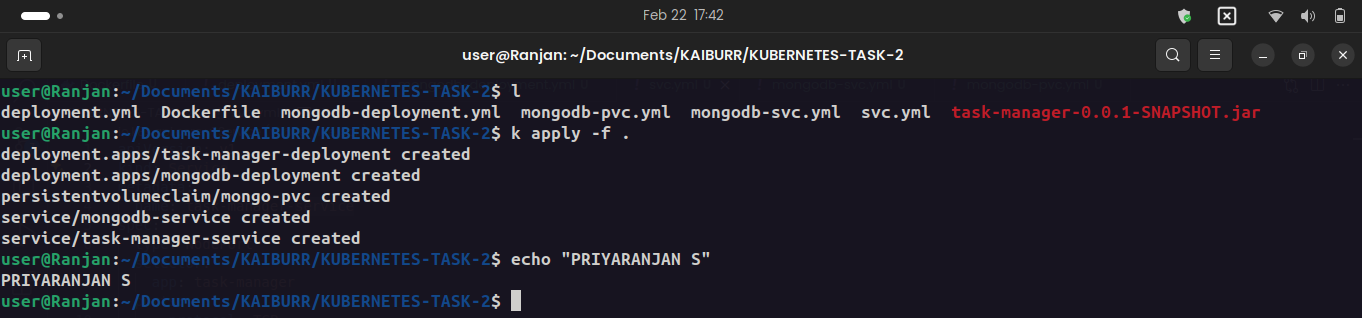 Feb 22 17:42
user@Ranjan: ~/Documents/KAIBURR/KUBERNETES-TASK-2
user@Ranjan:~/Documents/KAIBURR/KUBERNETES-TASK-2$ l
deployment.yml Dockerfile mongodb-deployment.yml mongodb-pvc.yml mongodb-svc.yml svc.yml task-manager-0.0.1-SNAPSHOT.jar
user@Ranjan:~/Documents/KAIBURR/KUBERNETES-TASK-2$ k apply -f .
deployment.apps/task-manager-deployment created
deployment.apps/mongodb-deployment created
persistentvolumeclaim/mongo-pvc created
service/mongodb-service created
service/task-manager-service created
user@Ranjan:~/Documents/KAIBURR/KUBERNETES-TASK-2$ echo "PRIYARANJAN S"
PRIYARANJAN S
user@Ranjan:~/Documents/KAIBURR/KUBERNETES-TASK-2$